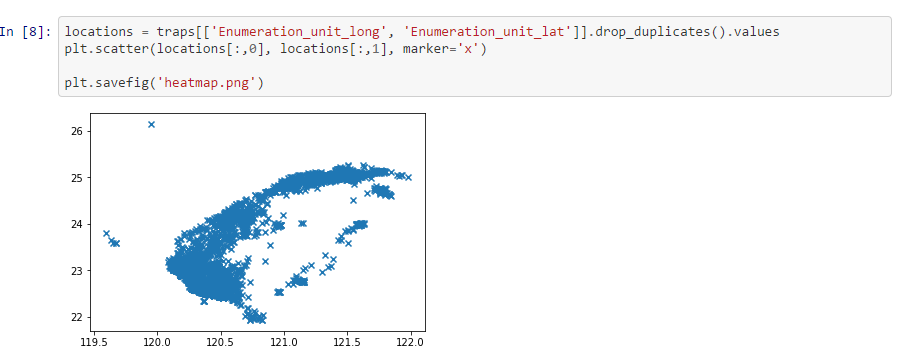 In [8]: locations = traps[['Enumeration_unit_long', 'Enumeration_unit_lat']].drop_duplicates().values
plt.scatter(locations[:,0], locations[:,1], marker='x')
plt.savefig('heatmap.png')
26
25
24
23
22
119.5 120.0 120.5 121.0 121.5 122.0